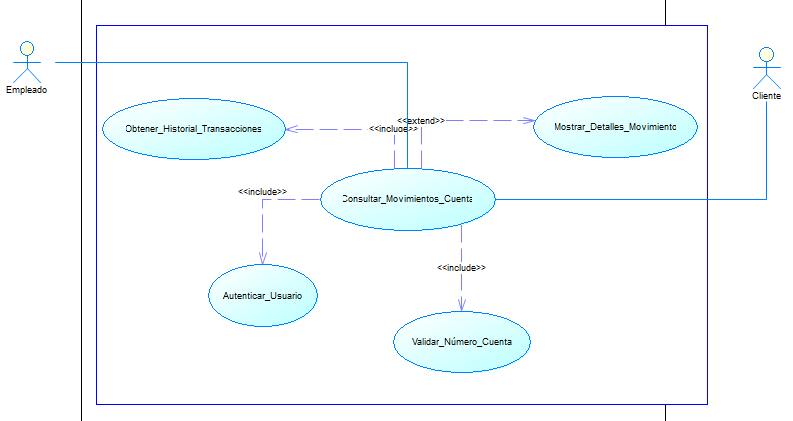 Empleado
Cliente
<<extend>>
<<include>>
Obtener_Historial_Transacciones
Mostrar_Detalles_Movimiento
<<include>>
Consultar_Movimientos_Cuenta
<<include>>
Autenticar_Usuario
Validar_Número_Cuenta